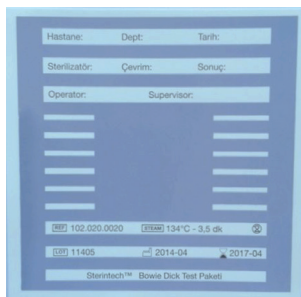 Hastane: Dept: Tarih:
Sterilizatör: Çevrim: Sonuç:
Operator: Supervisor:
REF 102.020.0020 STEAM 134°C - 3,5 dk 2
LOT 11405 2014-04 2017-04
Sterintech™ Bowie Dick Test Paketi